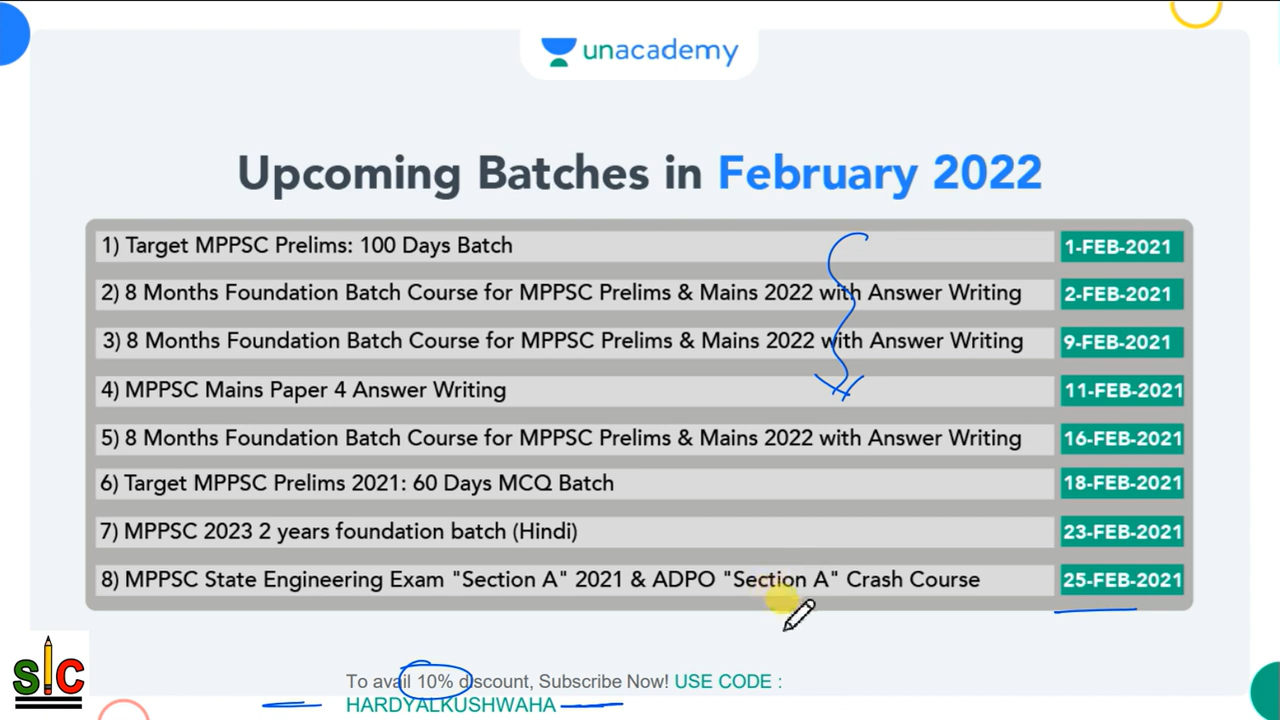 unacademy
Upcoming Batches in February 2022
1) Target MPPSC Prelims: 100 Days Batch 1-FEB-2021
2) 8 Months Foundation Batch Course for MPPSC Prelims & Mains 2022 with Answer Writing 2-FEB-2021
3) 8 Months Foundation Batch Course for MPPSC Prelims & Mains 2022 with Answer Writing 9-FEB-2021
4) MPPSC Mains Paper 4 Answer Writing 11-FEB-2021
5) 8 Months Foundation Batch Course for MPPSC Prelims & Mains 2022 with Answer Writing 16-FEB-2021
6) Target MPPSC Prelims 2021: 60 Days MCQ Batch 18-FEB-2021
7) MPPSC 2023 2 years foundation batch (Hindi) 23-FEB-2021
8) MPPSC State Engineering Exam "Section A" 2021 & ADPO "Section A" Crash Course 25-FEB-2021
SIC
To avail 10% discount, Subscribe Now! USE CODE :
HARDYALKUSHWAHA